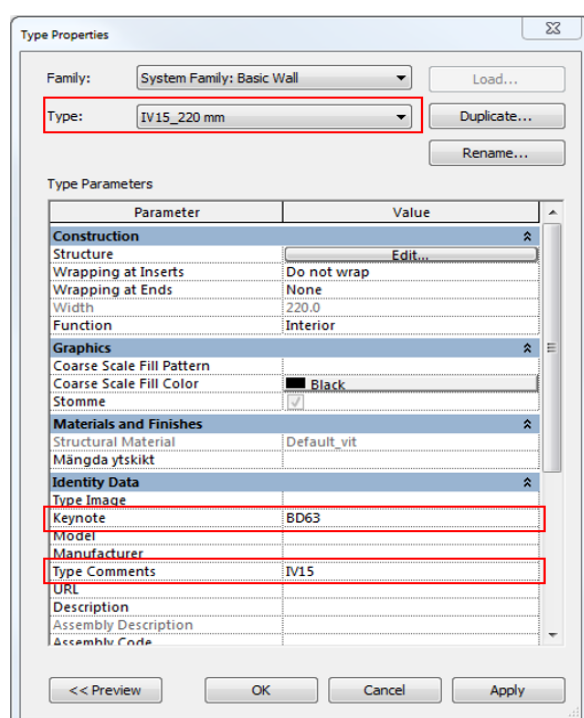 Type Properties
Family: System Family: Basic Wall Load...
Type: IV15_220 mm Duplicate...
Rename...
Type Parameters
Parameter Value
Construction
Structure Edit...
Wrapping at Inserts Do not wrap
Wrapping at Ends None
Width 220.0
Function Interior
Graphics
Coarse Scale Fill Pattern
Coarse Scale Fill Color Black
Stomme
Materials and Finishes
Structural Material Default_vit
Mängda ytskikt
Identity Data
Type Image
Keynote BD63
Model
Manufacturer
Type Comments IV15
URL
Description
Assembly Description
Assembly Code
<< Preview OK Cancel Apply